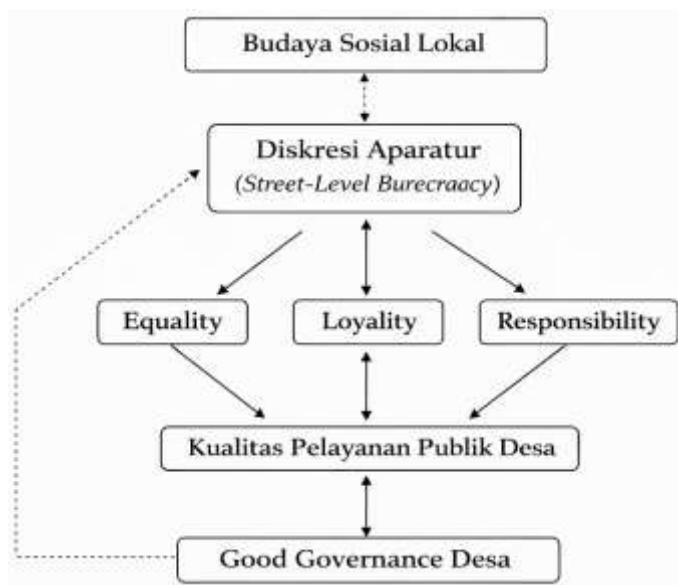 Budaya Sosial Lokal
Diskresi Aparatur
(Street-Level Burecraacy)
Equality
Loyality
Responsibility
Kualitas Pelayanan Publik Desa
Good Governance Desa